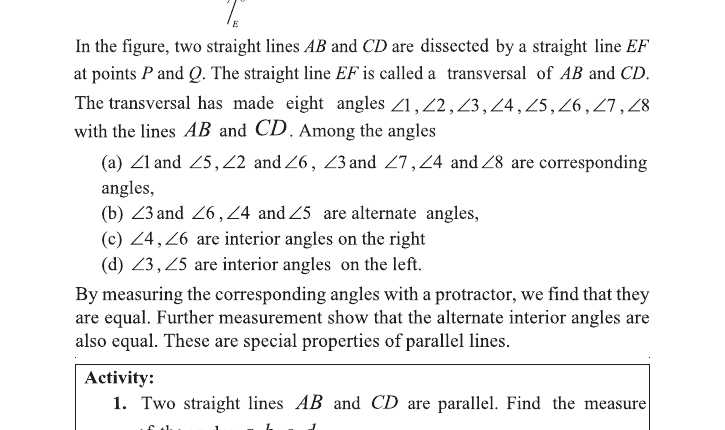 E
In the figure, two straight lines AB and CD are dissected by a straight line EF
at points P and Q. The straight line EF is called a transversal of AB and CD.
The transversal has made eight angles ∠1, ∠2, ∠3, ∠4, ∠5, ∠6, ∠7, ∠8
with the lines AB and CD. Among the angles
(a) ∠1 and ∠5, ∠2 and ∠6, ∠3 and ∠7, ∠4 and ∠8 are corresponding
angles,
(b) ∠3 and ∠6, ∠4 and ∠5 are alternate angles,
(c) ∠4, ∠6 are interior angles on the right
(d) ∠3, ∠5 are interior angles on the left.
By measuring the corresponding angles with a protractor, we find that they
are equal. Further measurement show that the alternate interior angles are
also equal. These are special properties of parallel lines.
Activity:
1. Two straight lines AB and CD are parallel. Find the measure